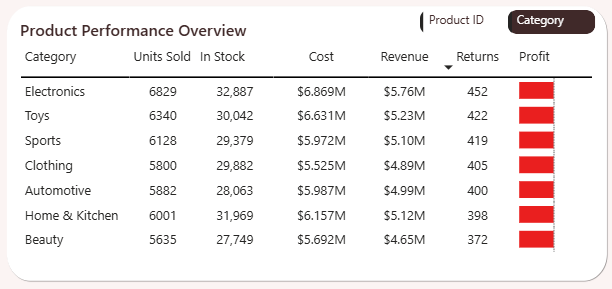 Product Performance Overview
Product ID
Category
Category Units Sold In Stock Cost Revenue Returns Profit
Electronics 6829 32,887 $6.869M $5.76M 452
Toys 6340 30,042 $6.631M $5.23M 422
Sports 6128 29,379 $5.972M $5.10M 419
Clothing 5800 29,882 $5.525M $4.89M 405
Automotive 5882 28,063 $5.987M $4.99M 400
Home & Kitchen 6001 31,969 $6.157M $5.12M 398
Beauty 5635 27,749 $5.692M $4.65M 372